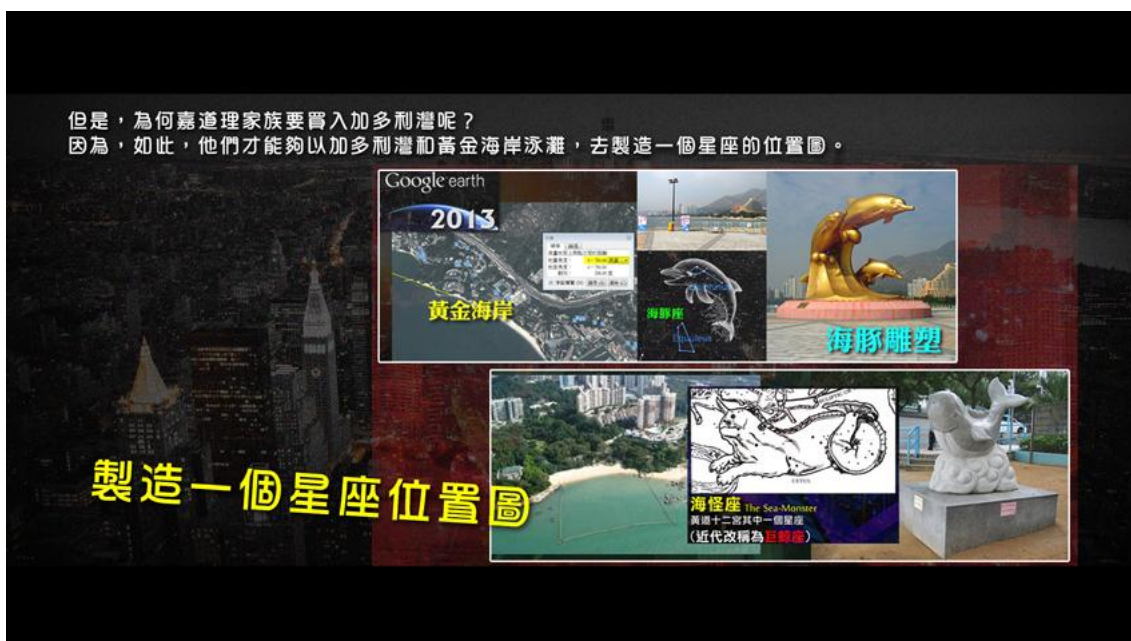 但是，為何嘉道理家族要買入加多利灣呢？
因為，如此，他們才能夠以加多利灣和黃金海岸泳灘，去製造一個星座的位置圖。
Google earth
2013
黃金海岸
海豚座
Equuleus
海豚雕塑
製造一個星座位置圖
CETUS
海怪座 The Sea-Monster
黃道十二宮其中一個星座
（近代改稱為巨鯨座）